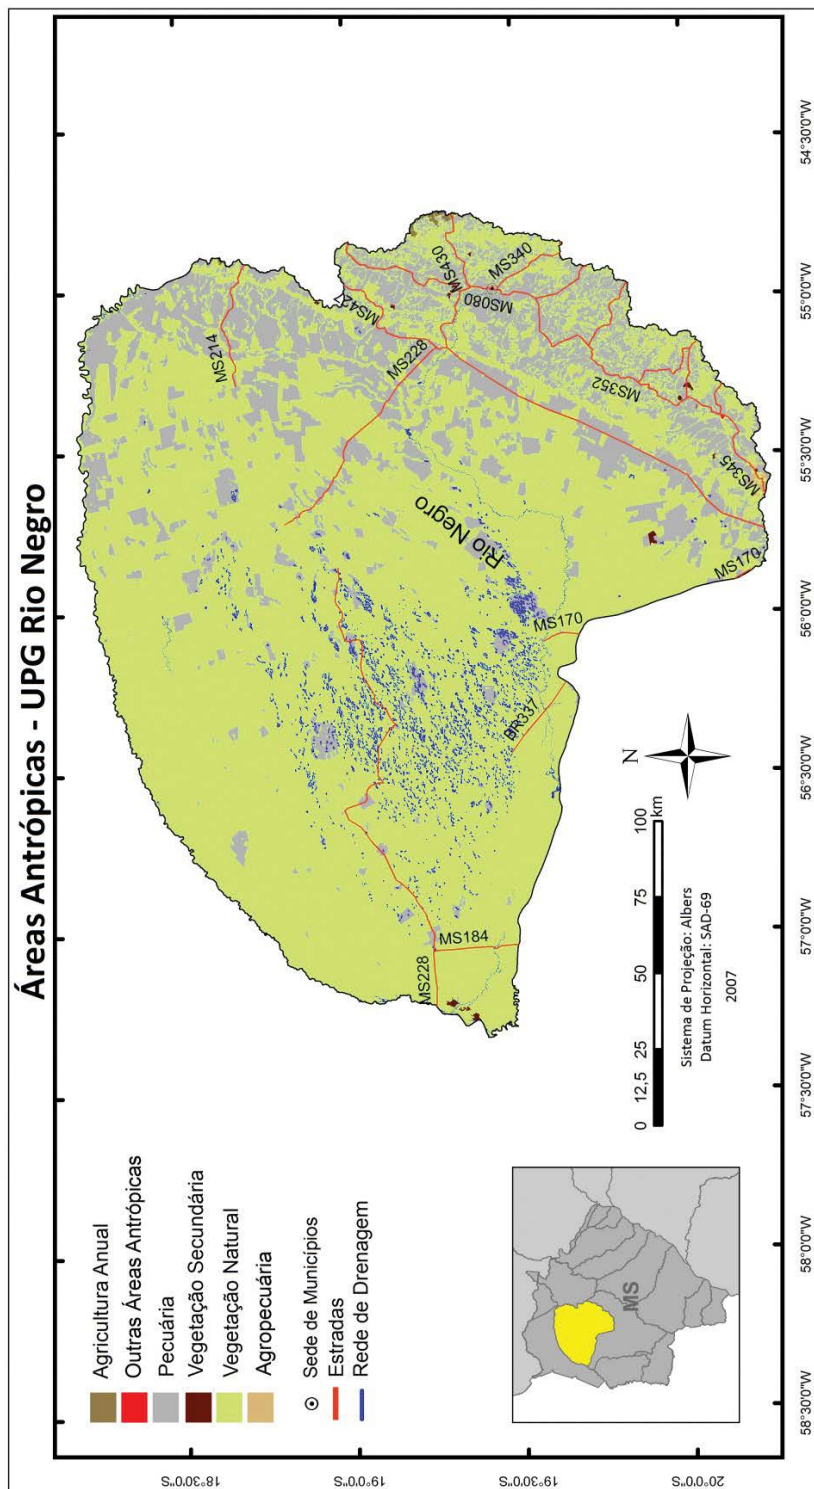 Áreas Antrópicas - UPG Rio Negro
Agricultura Anual
Outras Áreas Antrópicas
Pecuária
Vegetação Secundária
Vegetação Natural
Agropecuária
Sede de Municípios
Estradas
Rede de Drenagem
MS214
MS228
MS427
MS430
MS080
MS340
MS352
MS345
MS170
Rio Negro
MS170
BR337
MS184
MS228
N
0 12,5 25 50 75 100
km
Sistema de Projeção: Albers
Datum Horizontal: SAD-69
2007
MS
18°30'0"S
19°0'0"S
19°30'0"S
20°0'0"S
58°30'0"W
58°0'0"W
57°30'0"W
57°0'0"W
56°30'0"W
56°0'0"W
55°30'0"W
55°0'0"W
54°30'0"W